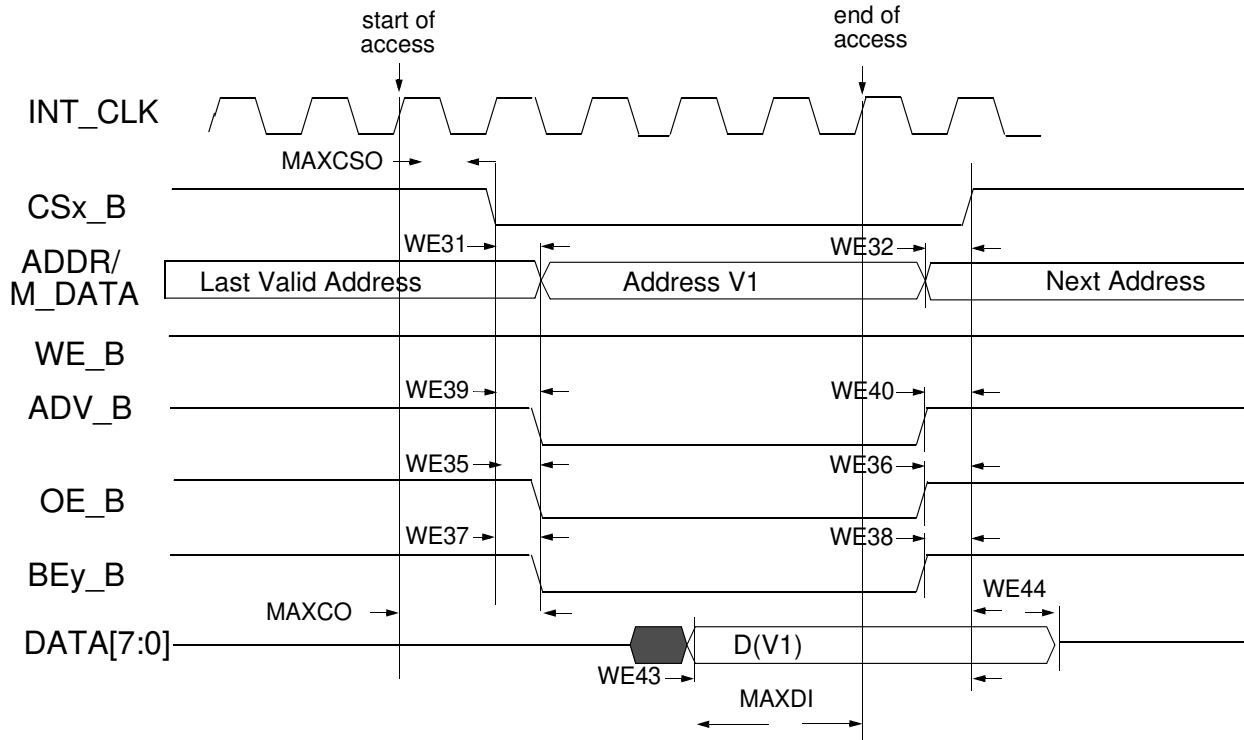 start of
access
end of
access
INT_CLK
MAXCSO
CSx_B
WE31
WE32
ADDR/
M_DATA
Last Valid Address
Address V1
Next Address
WE_B
WE39
WE40
ADV_B
WE35
WE36
OE_B
WE37
WE38
BEy_B
WE44
MAXCO
DATA[7:0]
D(V1)
WE43
MAXDI